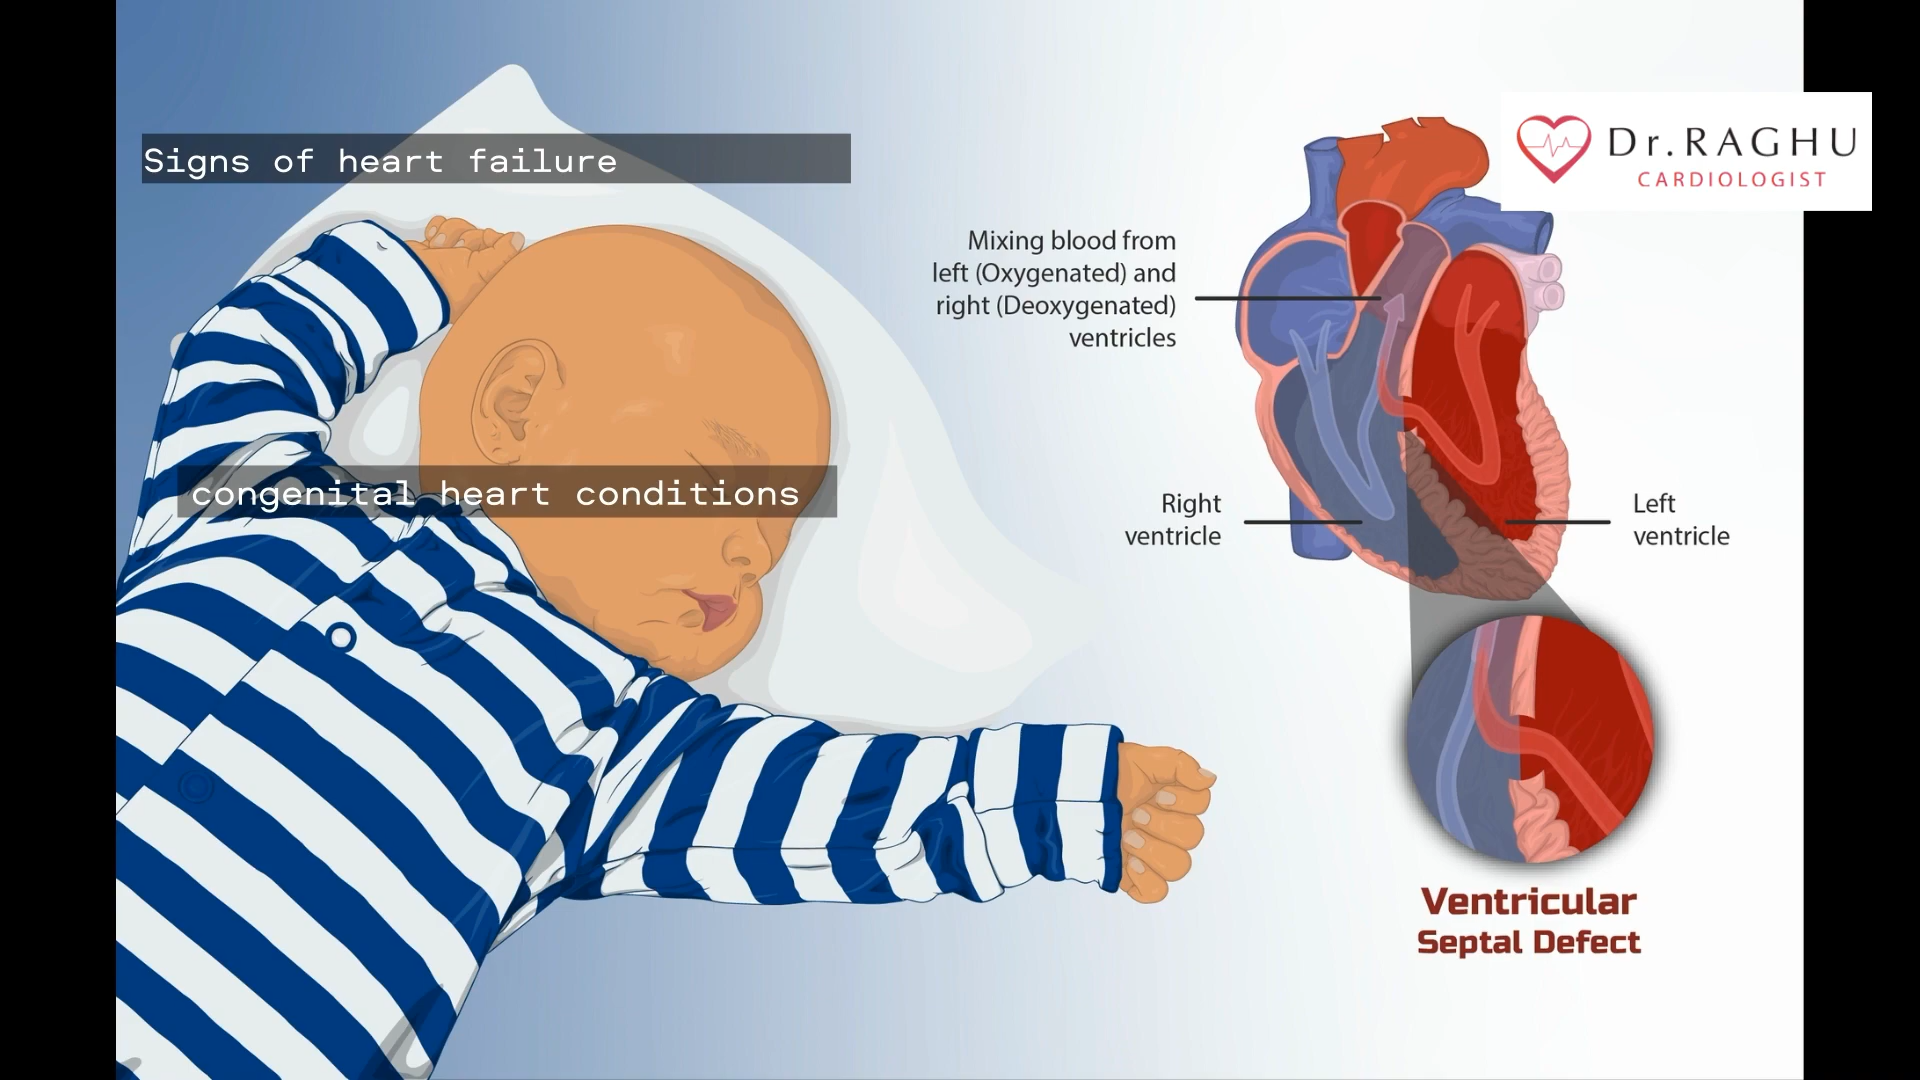 Signs of heart failure
congenital heart conditions
Dr.RAGHU
CARDIOLOGIST
Mixing blood from
left (Oxygenated) and
right (Deoxygenated)
ventricles
Right
ventricle
Left
ventricle
Ventricular
Septal Defect